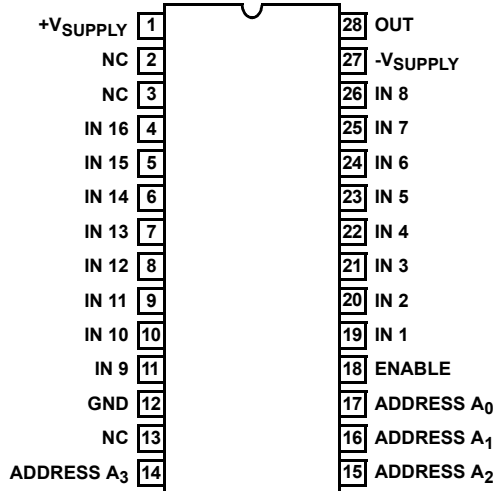 +VSUPPLY 1 28 OUT
NC 2 27 -VSUPPLY
NC 3 26 IN 8
IN 16 4 25 IN 7
IN 15 5 24 IN 6
IN 14 6 23 IN 5
IN 13 7 22 IN 4
IN 12 8 21 IN 3
IN 11 9 20 IN 2
IN 10 10 19 IN 1
IN 9 11 18 ENABLE
GND 12 17 ADDRESS A0
NC 13 16 ADDRESS A1
ADDRESS A3 14 15 ADDRESS A2